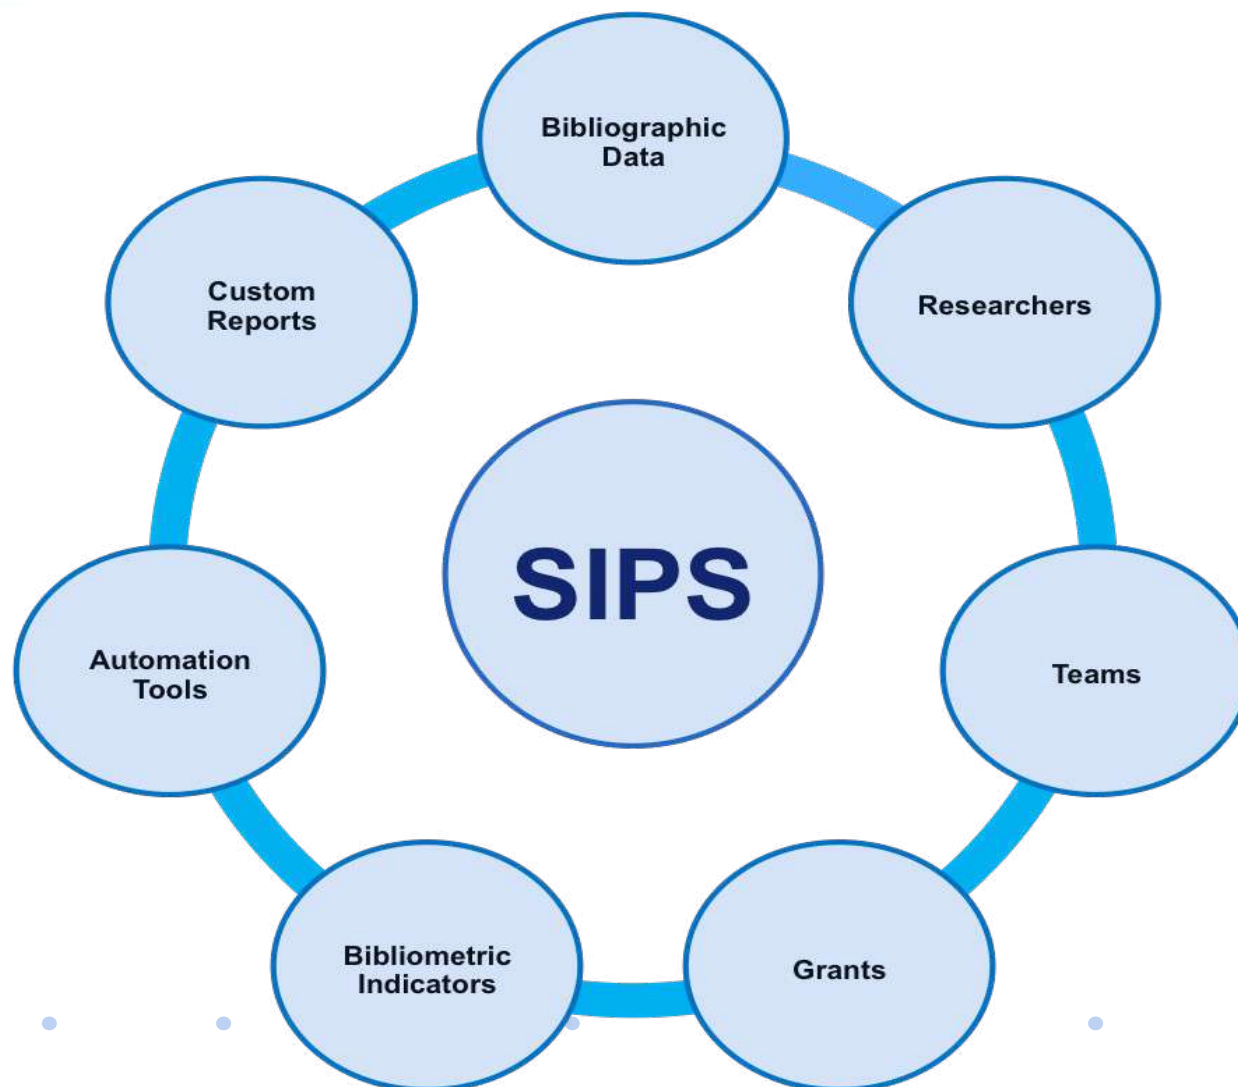 Bibliographic
Data
Researchers
Teams
Grants
Bibliometric
Indicators
Automation
Tools
Custom
Reports
SIPS